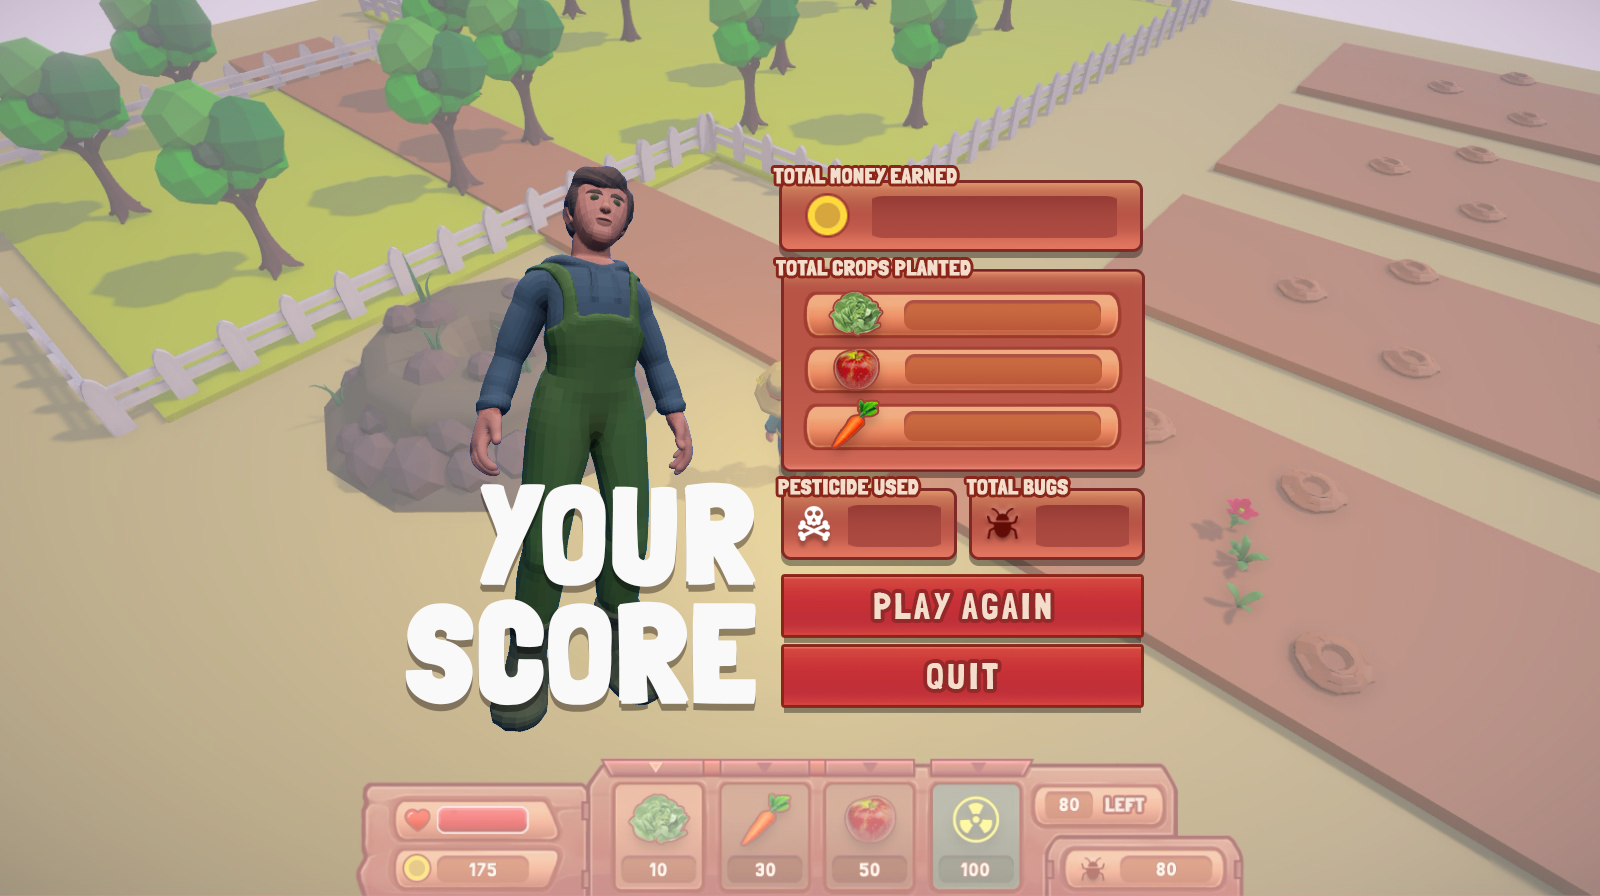 TOTAL MONEY EARNED
TOTAL CROPS PLANTED
PESTICIDE USED
TOTAL BUGS
YOUR
SCORE
PLAY AGAIN
QUIT
80 LEFT
175
10
30
50
100
80